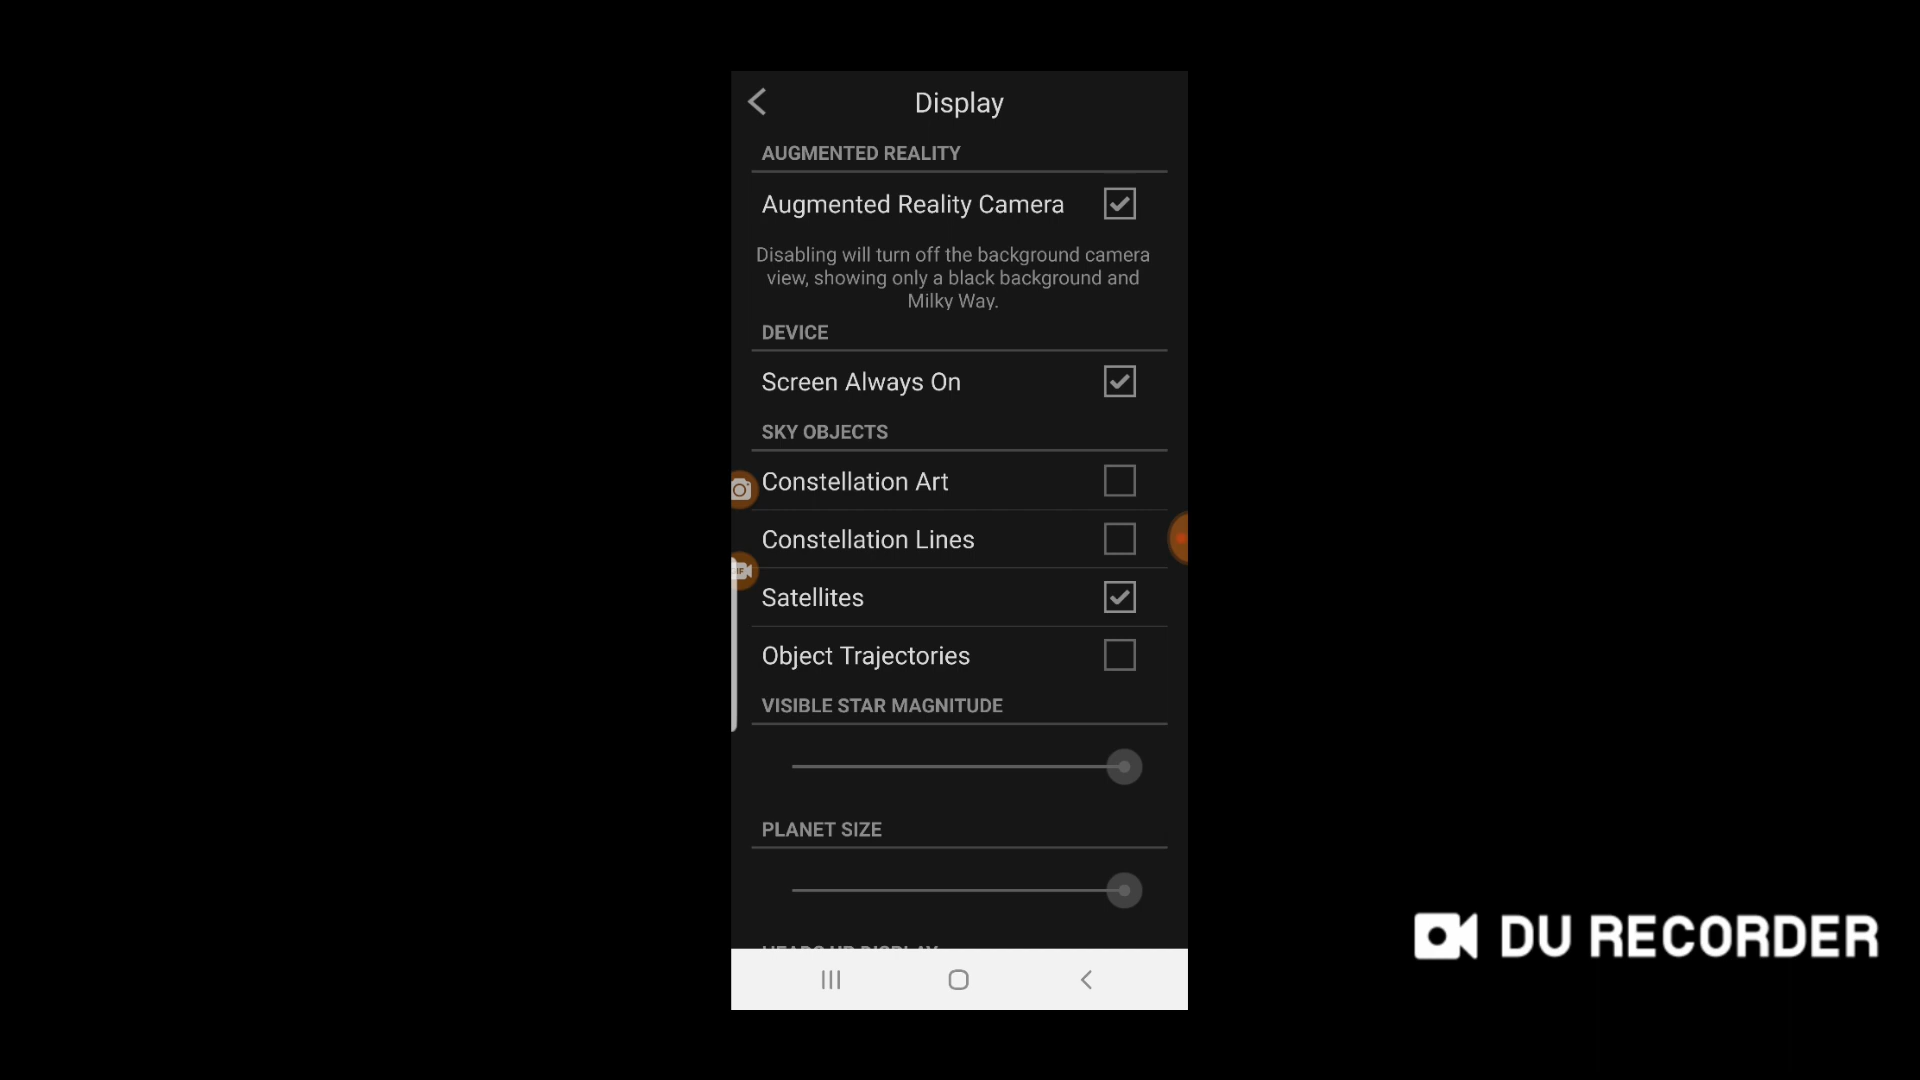 Display
AUGMENTED REALITY
Augmented Reality Camera
Disabling will turn off the background camera
view, showing only a black background and
Milky Way.
DEVICE
Screen Always On
SKY OBJECTS
Constellation Art
Constellation Lines
Satellites
Object Trajectories
VISIBLE STAR MAGNITUDE
PLANET SIZE
DU RECORDER